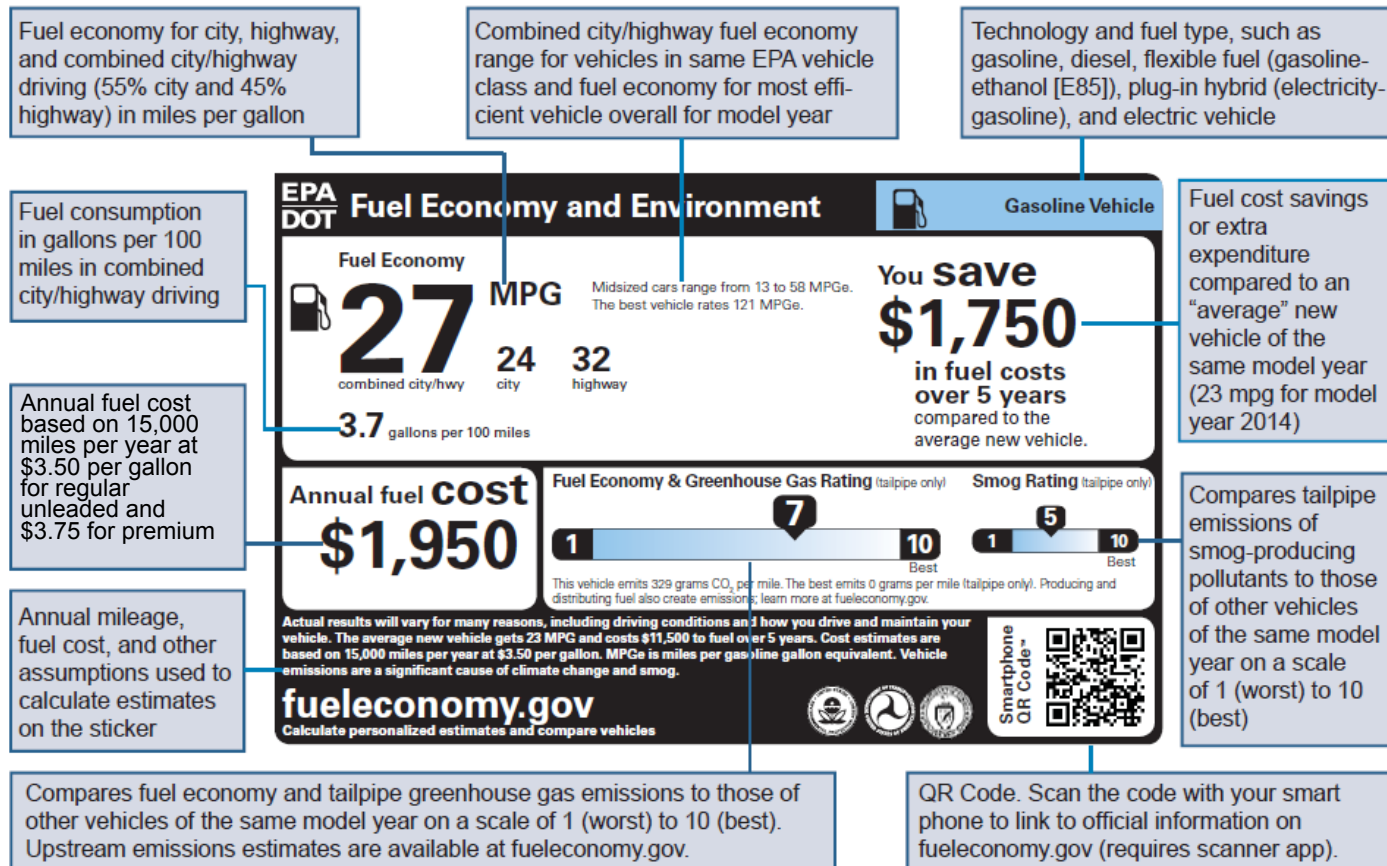 Fuel economy for city, highway,
and combined city/highway
driving (55% city and 45%
highway) in miles per gallon
Combined city/highway fuel economy
range for vehicles in same EPA vehicle
class and fuel economy for most effi-
cient vehicle overall for model year
Technology and fuel type, such as
gasoline, diesel, flexible fuel (gasoline-
ethanol [E85]), plug-in hybrid (electricity-
gasoline), and electric vehicle
Fuel consumption
in gallons per 100
miles in combined
city/highway driving
Annual fuel cost
based on 15,000
miles per year at
$3.50 per gallon
for regular
unleaded and
$3.75 for premium
Annual mileage,
fuel cost, and other
assumptions used to
calculate estimates
on the sticker
EPA
DOT
Fuel Economy and Environment
Gasoline Vehicle
Fuel Economy
27 MPG
combined city/hwy
24
city
32
highway
3.7 gallons per 100 miles
Midsized cars range from 13 to 58 MPGe.
The best vehicle rates 121 MPGe.
You save
$1,750
in fuel costs
over 5 years
compared to the
average new vehicle.
Annual fuel cost
$1,950
Fuel Economy & Greenhouse Gas Rating (tailpipe only)
1
7
10
Best
Smog Rating (tailpipe only)
1
5
10
Best
This vehicle emits 329 grams CO2 per mile. The best emits 0 grams per mile (tailpipe only). Producing and
distributing fuel also create emissions; learn more at fueleconomy.gov.
Actual results will vary for many reasons, including driving conditions and how you drive and maintain your
vehicle. The average new vehicle gets 23 MPG and costs $11,500 to fuel over 5 years. Cost estimates are
based on 15,000 miles per year at $3.50 per gallon. MPGe is miles per gasoline gallon equivalent. Vehicle
emissions are a significant cause of climate change and smog.
fueleconomy.gov
Calculate personalized estimates and compare vehicles
Smartphone
QR Code™
Fuel cost savings
or extra
expenditure
compared to an
“average” new
vehicle of the
same model year
(23 mpg for model
year 2014)
Compares tailpipe
emissions of
smog-producing
pollutants to those
of other vehicles
of the same model
year on a scale
of 1 (worst) to 10
(best)
Compares fuel economy and tailpipe greenhouse gas emissions to those of
other vehicles of the same model year on a scale of 1 (worst) to 10 (best).
Upstream emissions estimates are available at fueleconomy.gov.
QR Code. Scan the code with your smart
phone to link to official information on
fueleconomy.gov (requires scanner app).